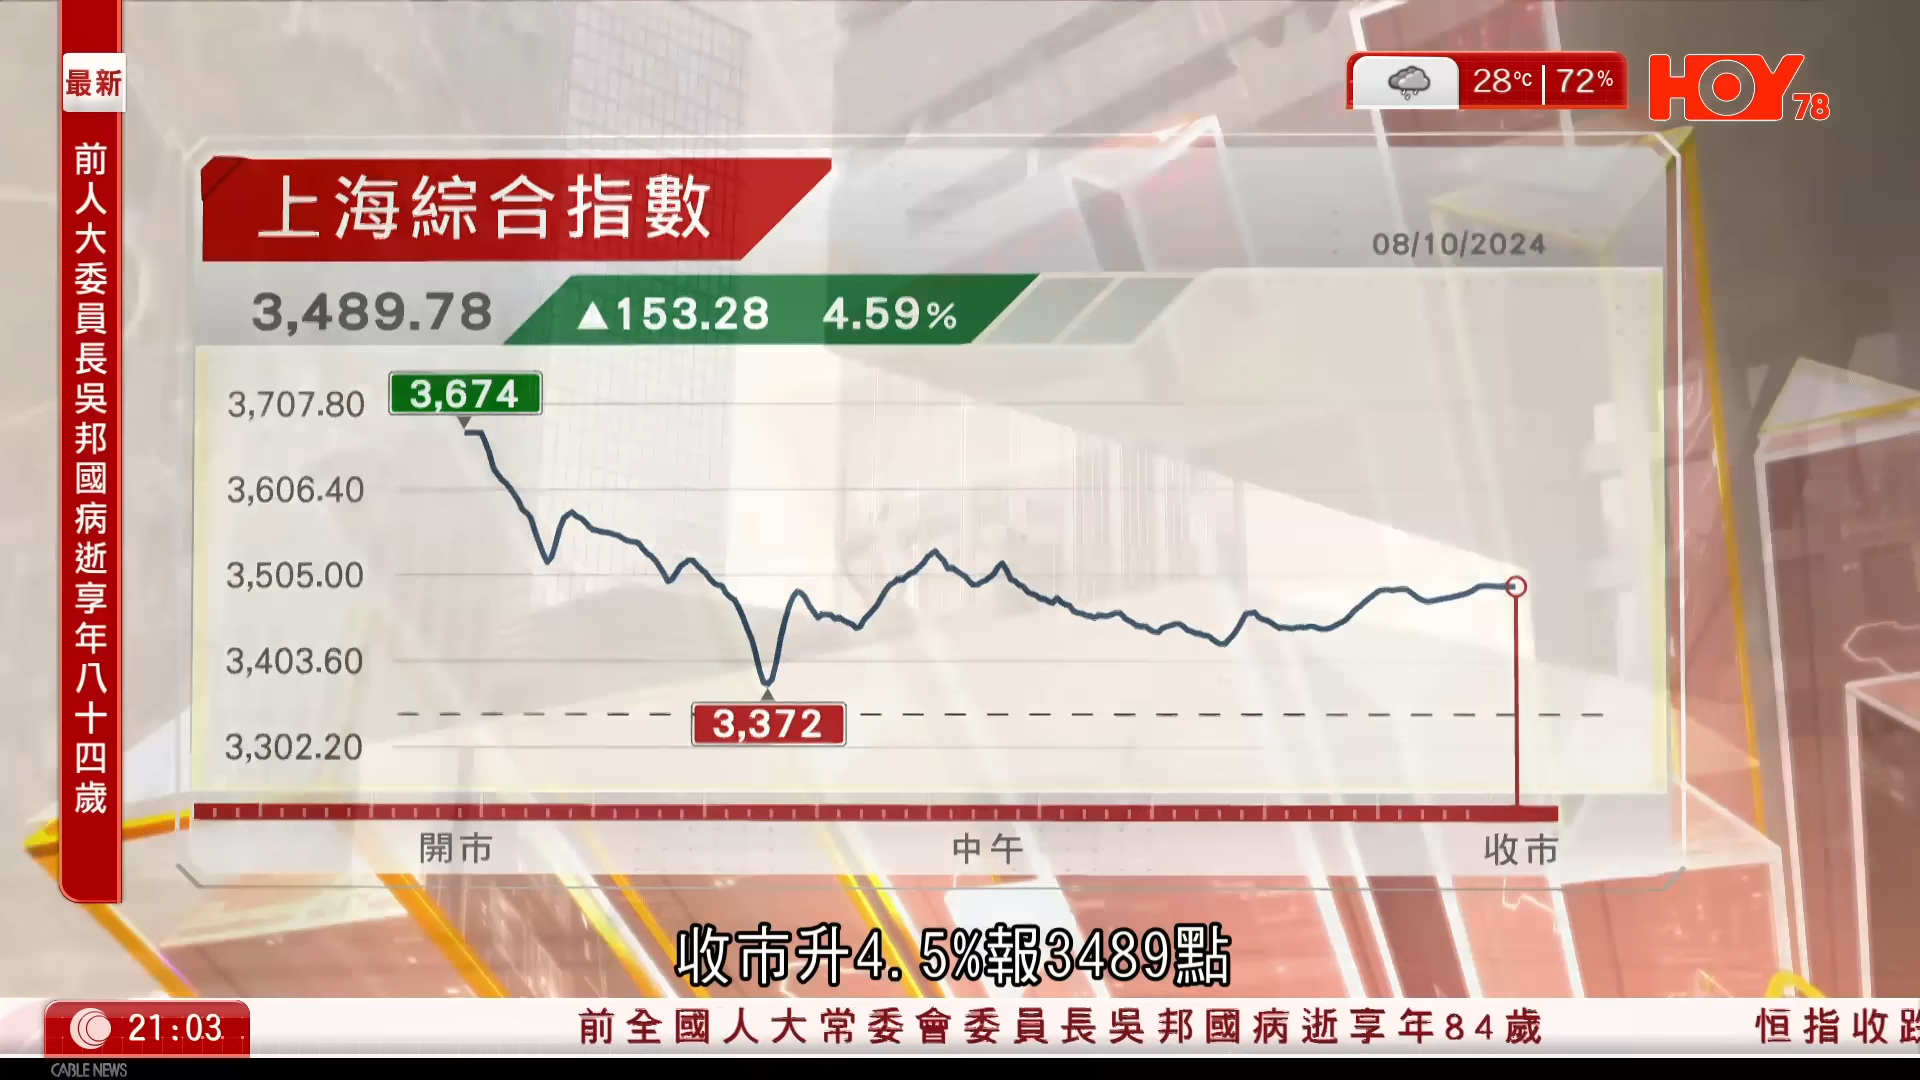 最新
前人大委員長吳邦國病逝享年八十四歲
28°C 72%
HOY 78
上海綜合指數
08/10/2024
3,489.78 ▲153.28 4.59%
3,707.80
3,674
3,606.40
3,505.00
3,403.60
3,372
3,302.20
開市 中午 收市
收市升4.5%報3489點
21:03
前全國人大常委會委員長吳邦國病逝享年84歲 恒指收跌
CABLE NEWS